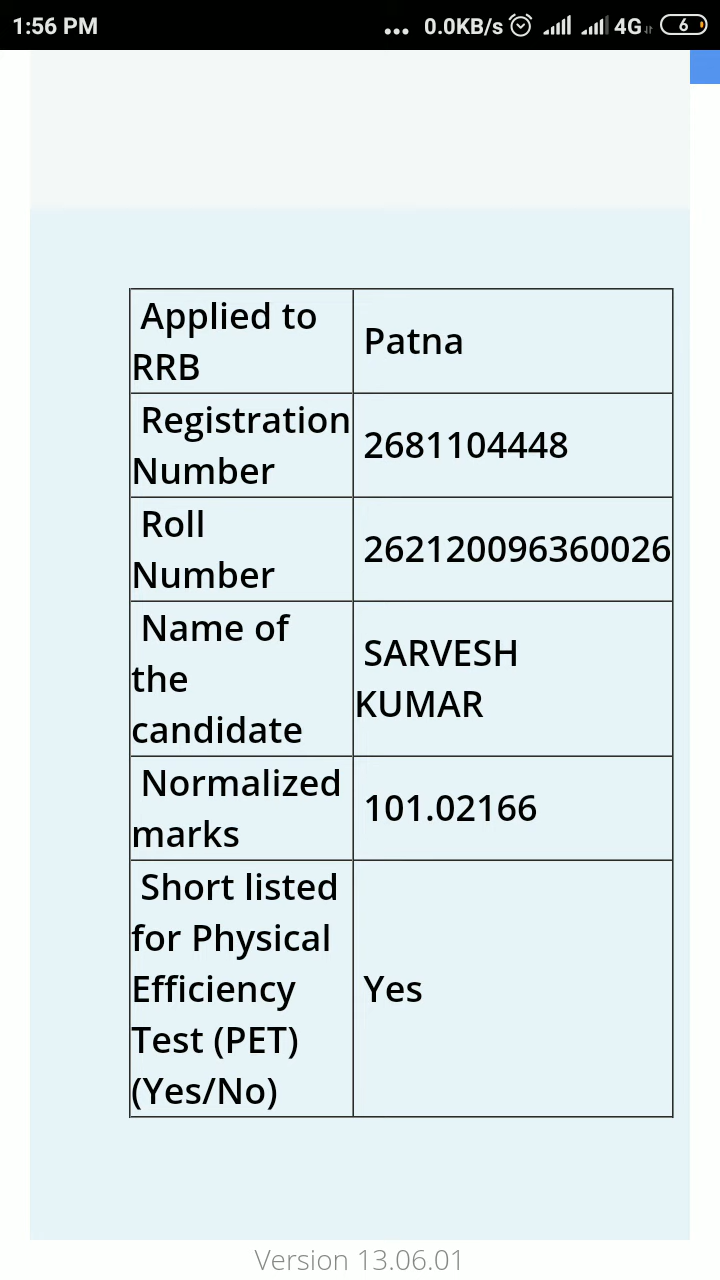 1:56 PM ... 0.0KB/s 4G 6
Applied to
RRB
Patna
Registration
Number
2681104448
Roll
Number
262120096360026
Name of
the
candidate
SARVESH
KUMAR
Normalized
marks
101.02166
Short listed
for Physical
Efficiency
Test (PET)
(Yes/No)
Yes
Version 13.06.01